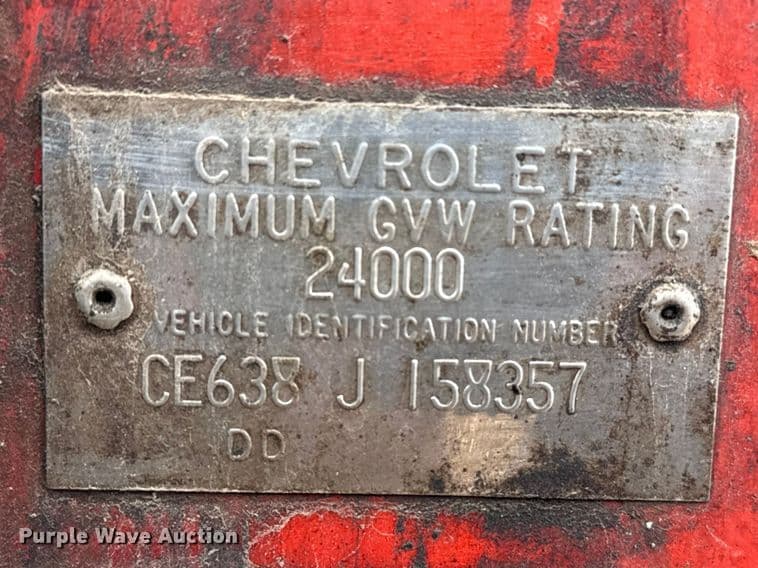 CHEVROLET
MAXIMUM GVW RATING
24000
VEHICLE IDENTIFICATION NUMBER
CE638 J 158357
DD
Purple Wave Auction